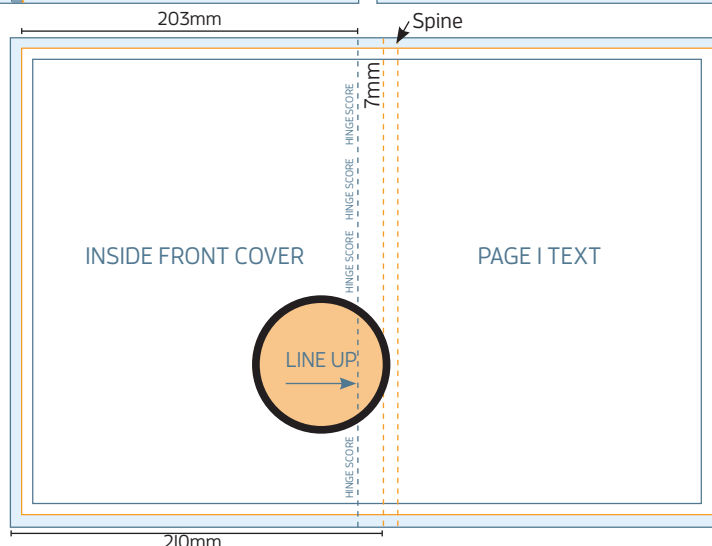 203mm
Spine
7mm
HINGE SCORE
HINGE SCORE
HINGE SCORE
INSIDE FRONT COVER
PAGE 1 TEXT
LINE UP
HINGE SCORE
210mm